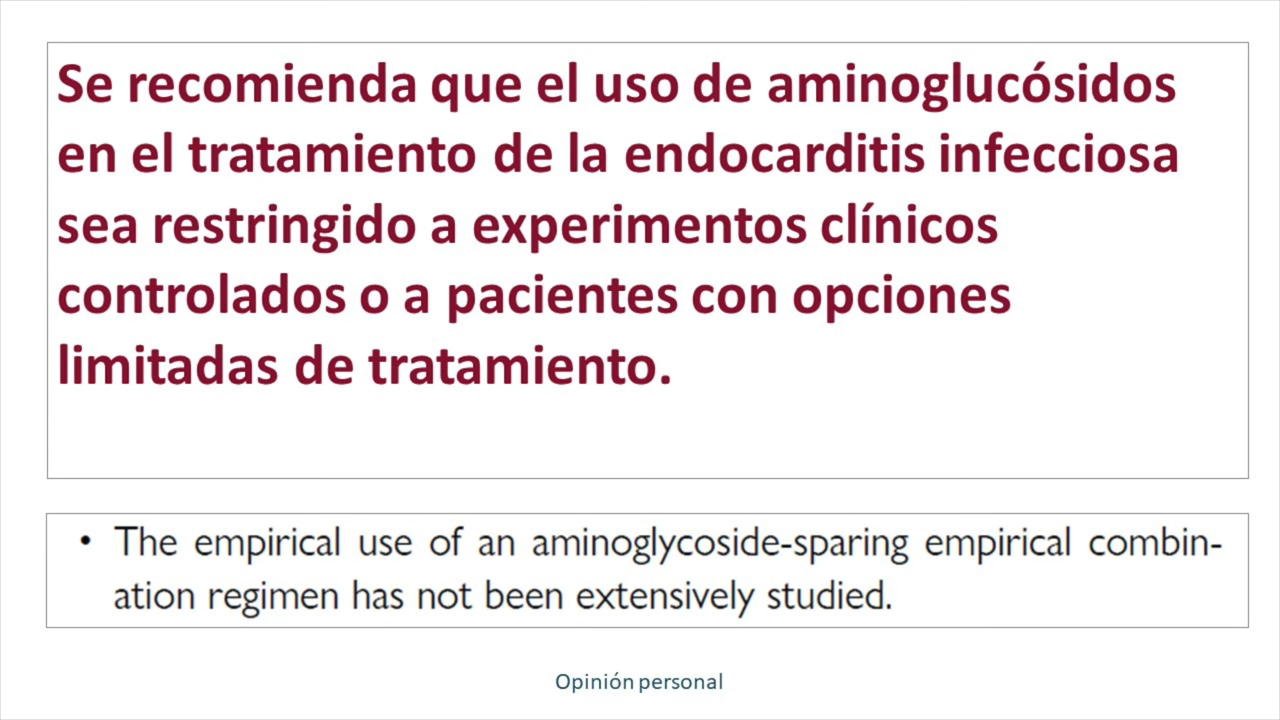 Se recomienda que el uso de aminoglucósidos
en el tratamiento de la endocarditis infecciosa
sea restringido a experimentos clínicos
controlados o a pacientes con opciones
limitadas de tratamiento.
• The empirical use of an aminoglycoside-sparing empirical combin-
ation regimen has not been extensively studied.
Opinión personal